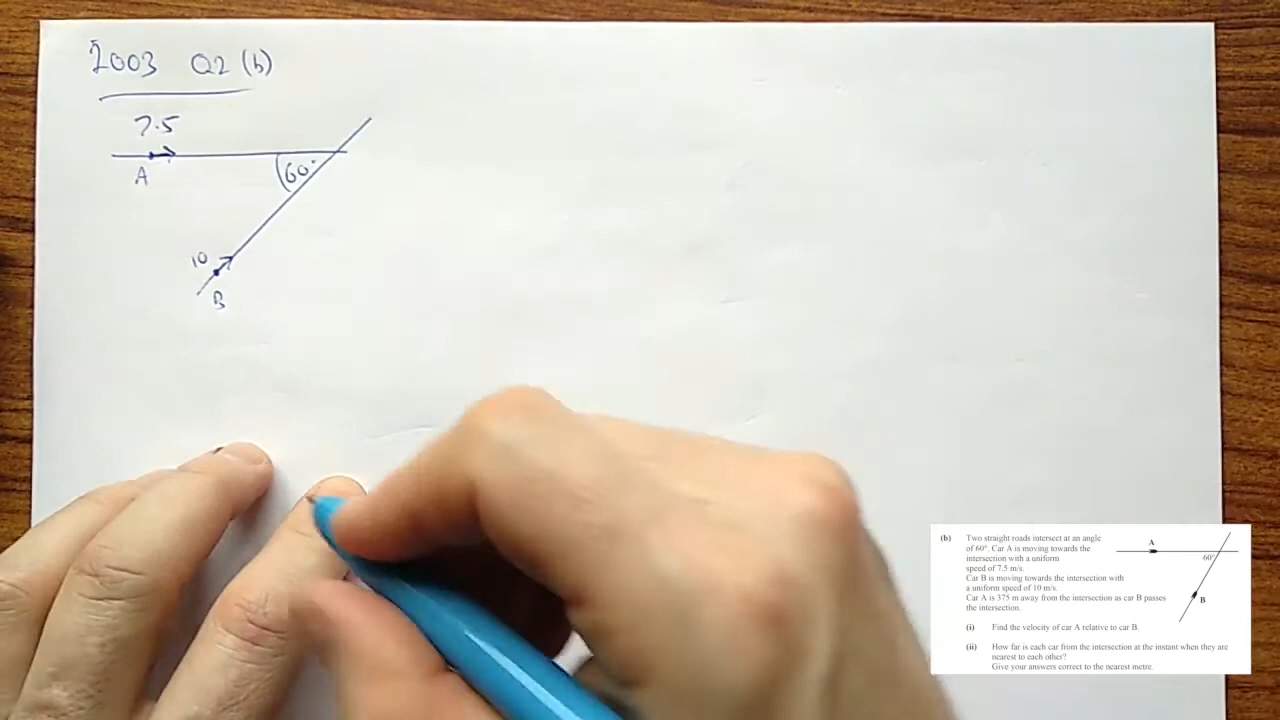 2003 Q2 (b)
7.5
A
60°
10
B
(b) Two straight roads intersect at an angle
of 60°. Car A is moving towards the
intersection with a uniform
speed of 7.5 m/s.
Car B is moving towards the intersection with
a uniform speed of 10 m/s.
Car A is 375 m away from the intersection as car B passes
the intersection.
A
60°
B
(i) Find the velocity of car A relative to car B.
(ii) How far is each car from the intersection at the instant when they are
nearest to each other?
Give your answers correct to the nearest metre.